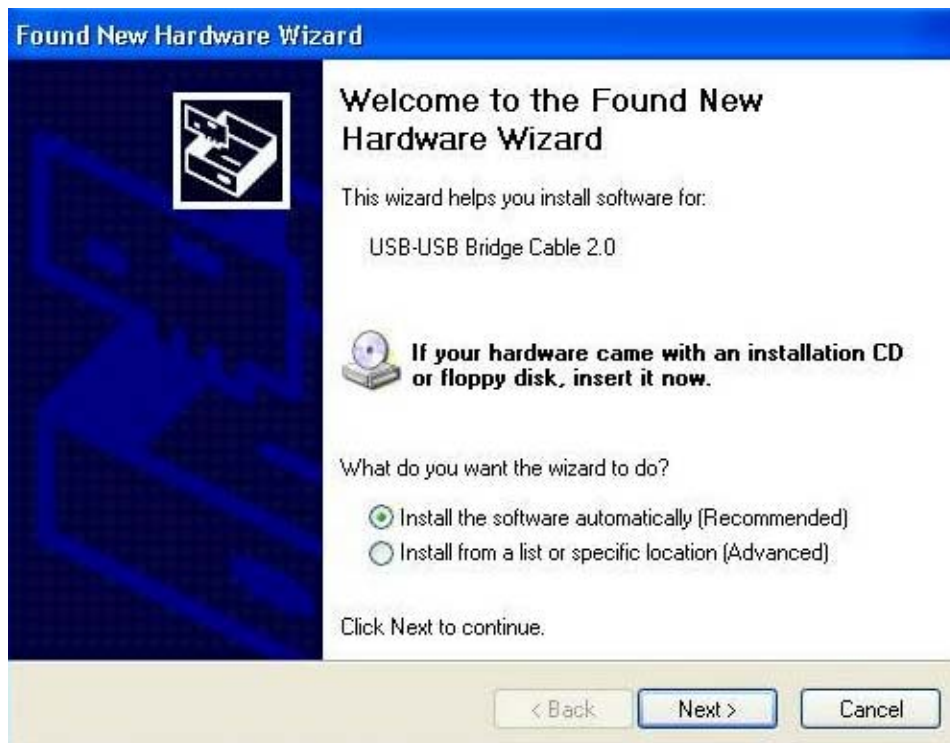 Found New Hardware Wizard
Welcome to the Found New
Hardware Wizard
This wizard helps you install software for:
USB-USB Bridge Cable 2.0
If your hardware came with an installation CD
or floppy disk, insert it now.
What do you want the wizard to do?
Install the software automatically (Recommended)
Install from a list or specific location (Advanced)
Click Next to continue.
< Back
Next >
Cancel